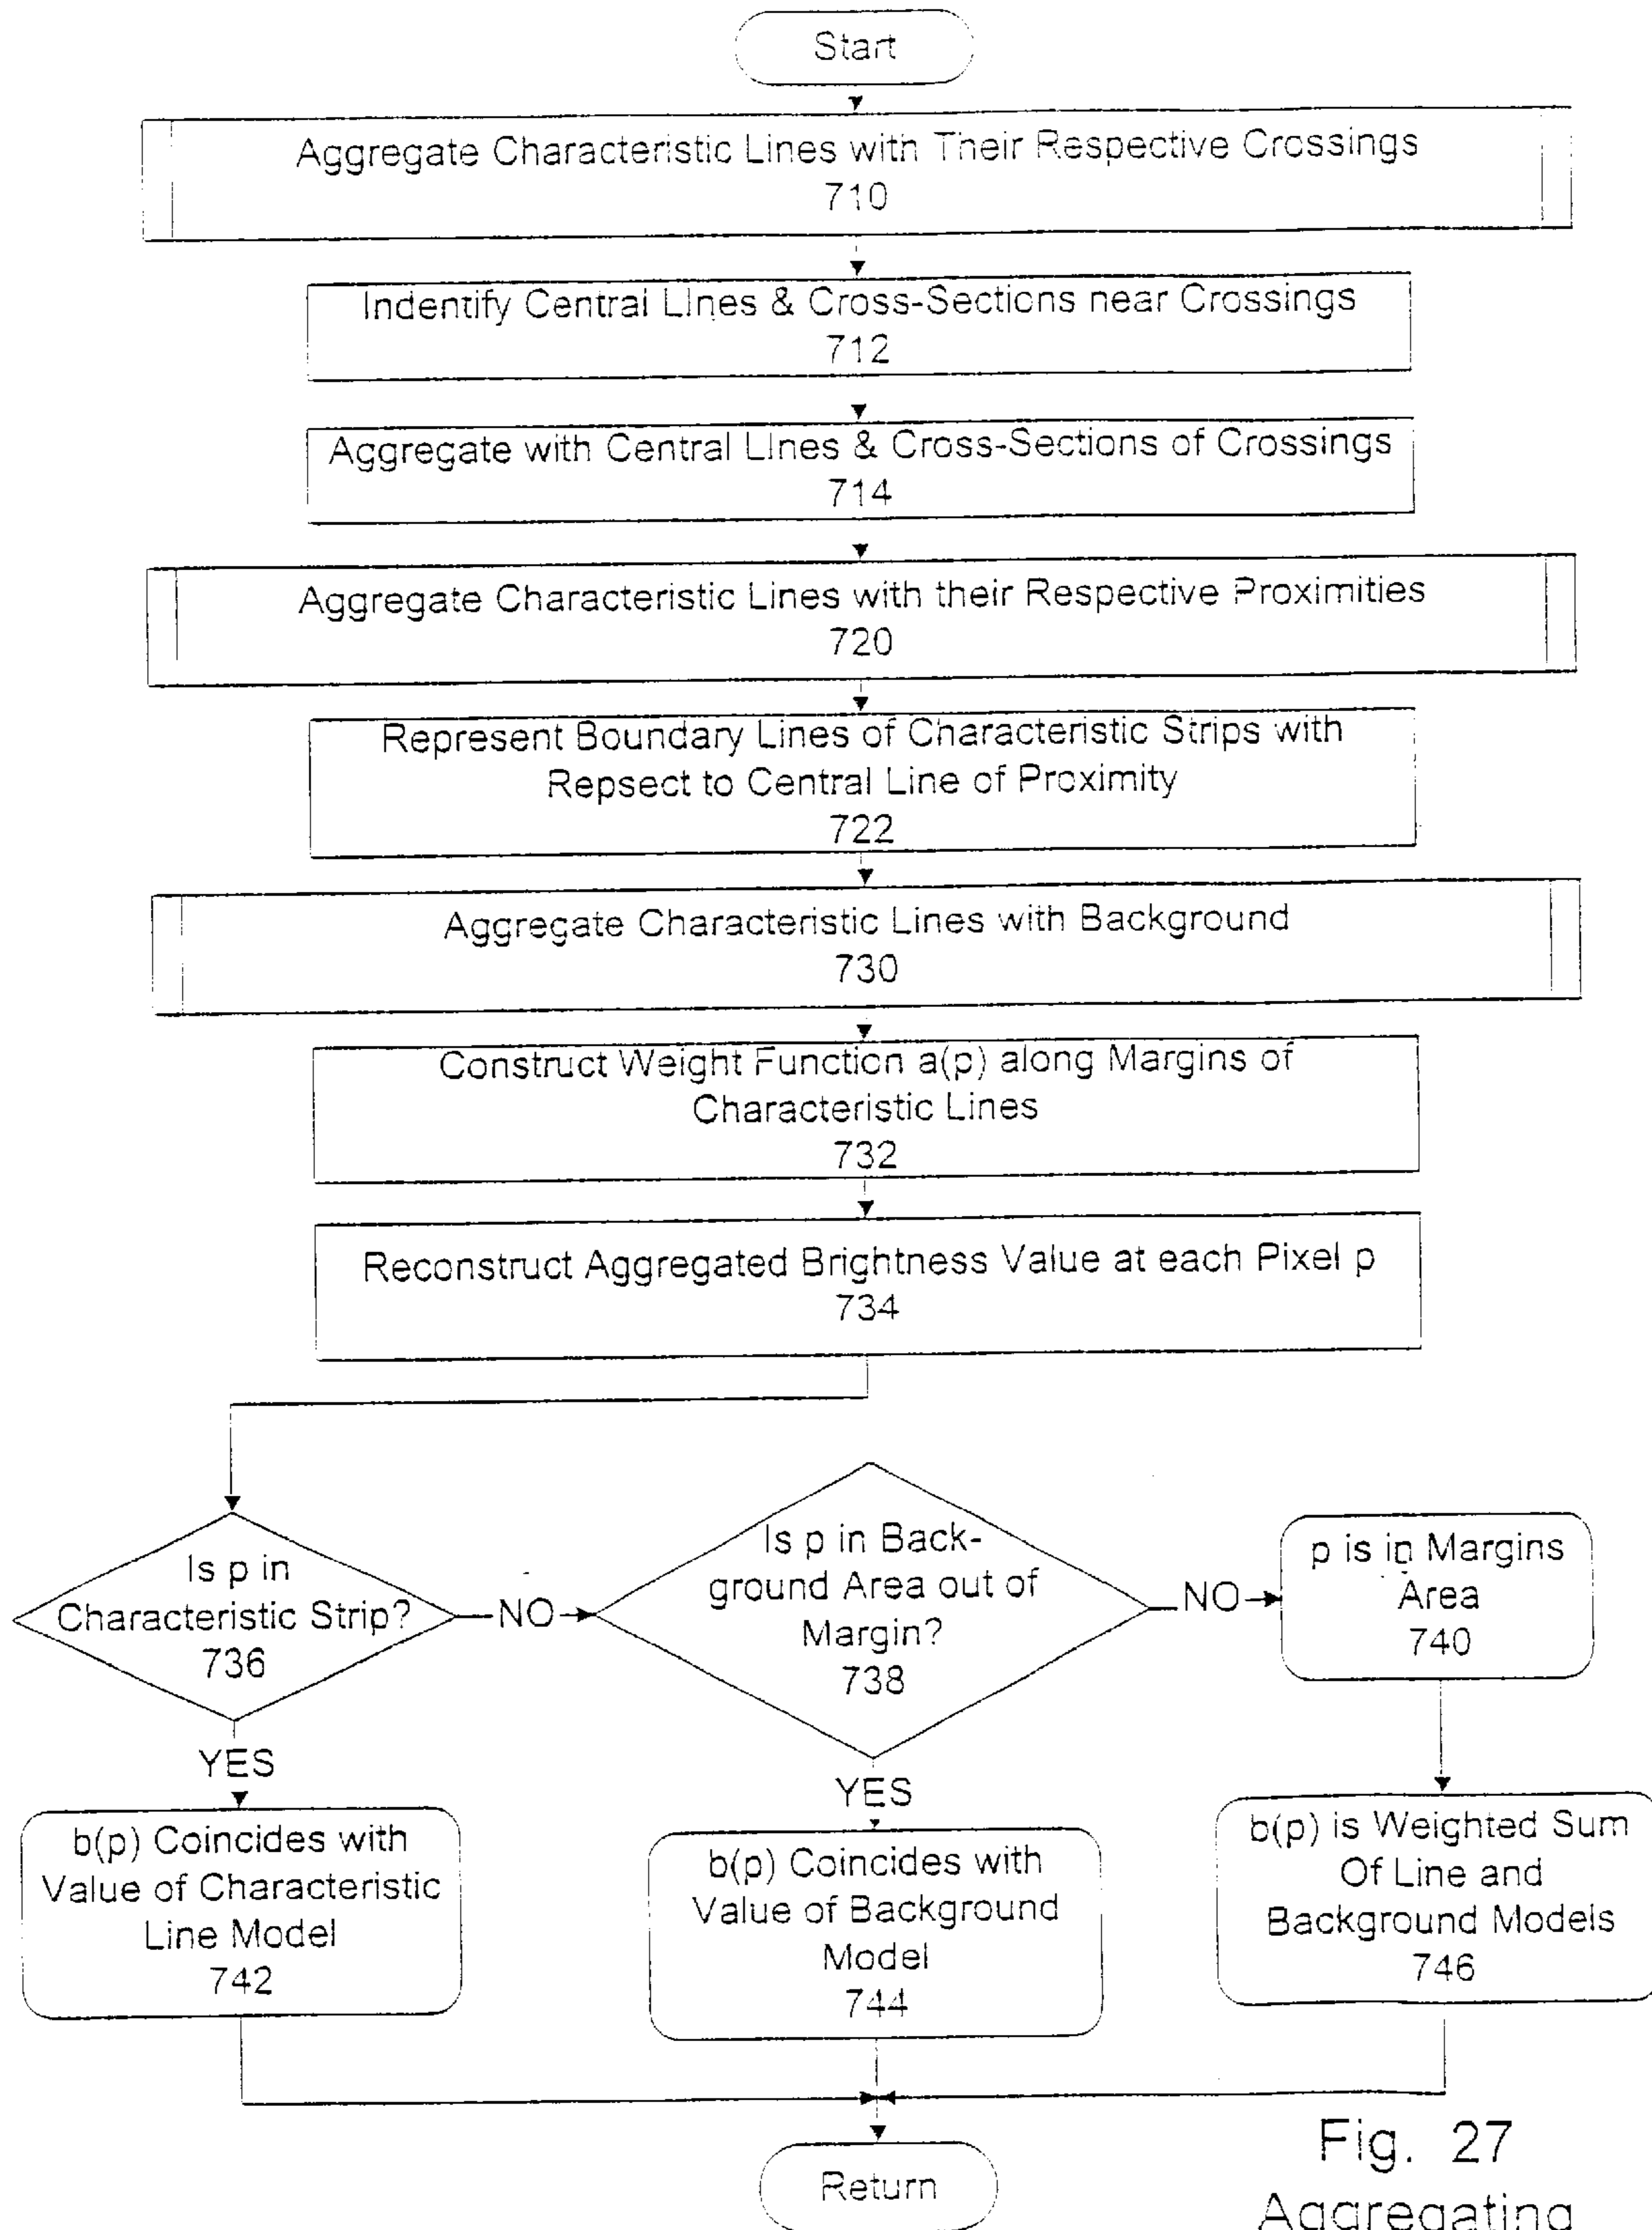 Start
Aggregate Characteristic Lines with Their Respective Crossings
710
Indentify Central Lines & Cross-Sections near Crossings
712
Aggregate with Central Lines & Cross-Sections of Crossings
714
Aggregate Characteristic Lines with their Respective Proximities
720
Represent Boundary Lines of Characteristic Strips with
Repsect to Central Line of Proximity
722
Aggregate Characteristic Lines with Background
730
Construct Weight Function a(p) along Margins of
Characteristic Lines
732
Reconstruct Aggregated Brightness Value at each Pixel p
734
Is p in
Characteristic Strip?
736
NO
Is p in Back-
ground Area out of
Margin?
738
NO
p is in Margins
Area
740
YES
YES
b(p) Coincides with
Value of Characteristic
Line Model
742
b(p) Coincides with
Value of Background
Model
744
b(p) is Weighted Sum
Of Line and
Background Models
746
Return
Fig. 27
Aggregating